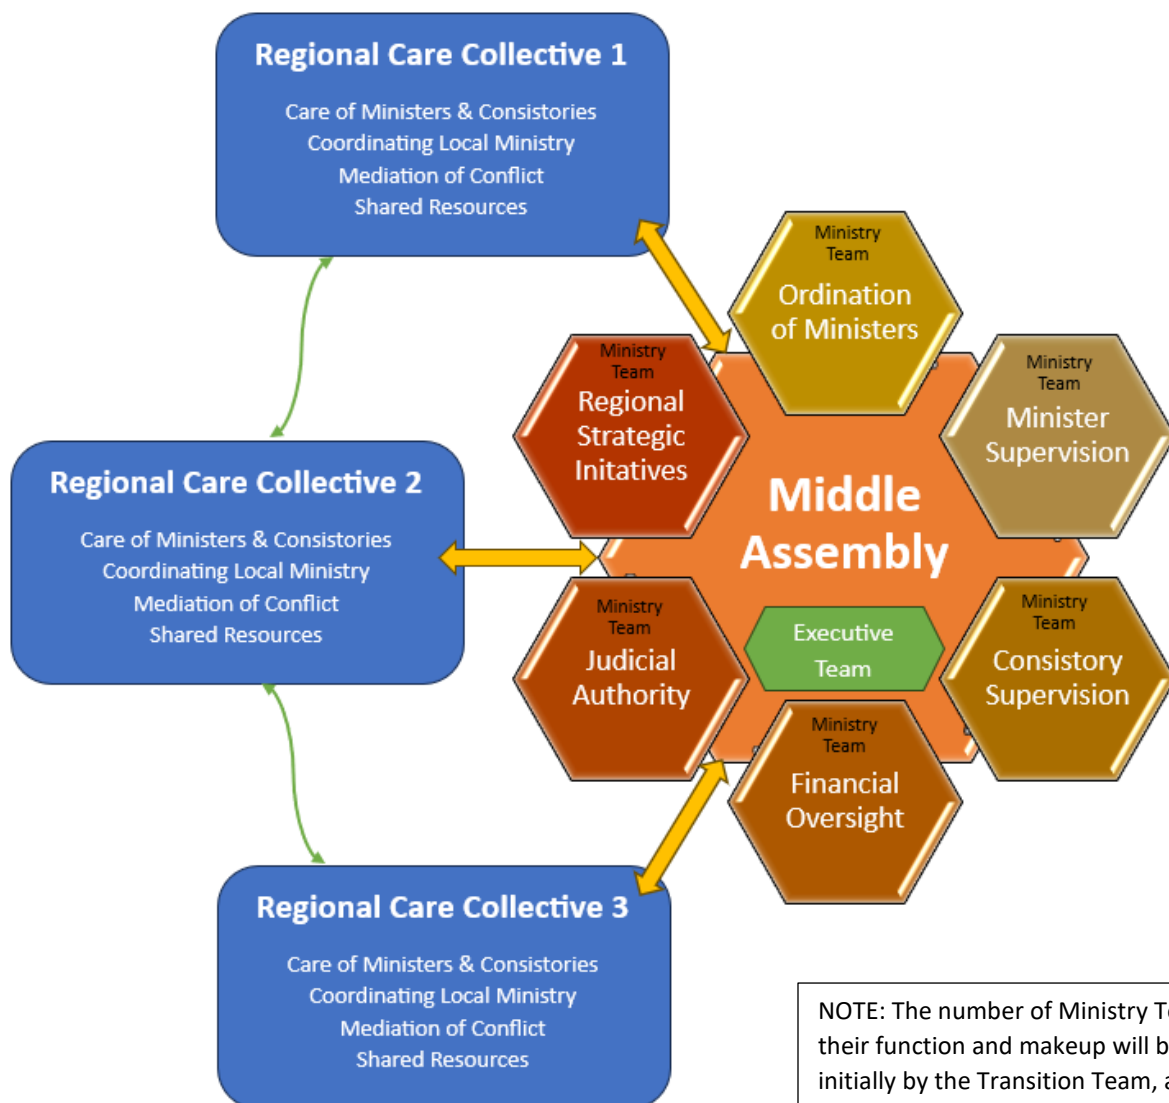 Regional Care Collective 1
Care of Ministers & Consistories
Coordinating Local Ministry
Mediation of Conflict
Shared Resources
Regional Care Collective 2
Care of Ministers & Consistories
Coordinating Local Ministry
Mediation of Conflict
Shared Resources
Regional Care Collective 3
Care of Ministers & Consistories
Coordinating Local Ministry
Mediation of Conflict
Shared Resources
Ministry
Team
Ordination
of Ministers
Ministry
Team
Regional
Strategic
Initatives
Ministry
Team
Minister
Supervision
Middle
Assembly
Executive
Team
Ministry
Team
Judicial
Authority
Ministry
Team
Consistory
Supervision
Ministry
Team
Financial
Oversight
NOTE: The number of Ministry
their function and makeup will
initially by the Transition Team,